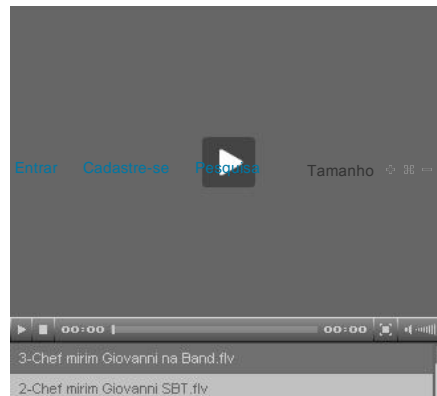 Entrar Cadastre-se Pesquisa Tamanho
00:00 00:00
3-Chef mirim Giovanni na Band.flv
2-Chef mirim Giovanni SBT.flv